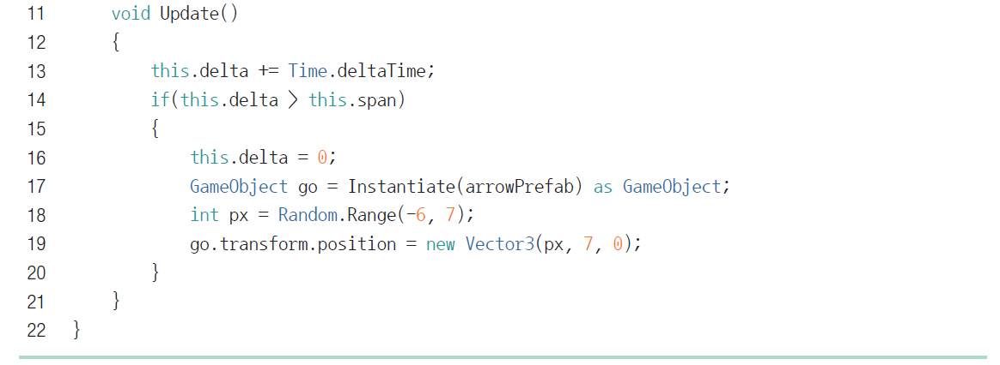 11 void Update()
12 {
13 this.delta += Time.deltaTime;
14 if(this.delta > this.span)
15 {
16 this.delta = 0;
17 GameObject go = Instantiate(arrowPrefab) as GameObject;
18 int px = Random.Range(-6, 7);
19 go.transform.position = new Vector3(px, 7, 0);
20 }
21 }
22 }